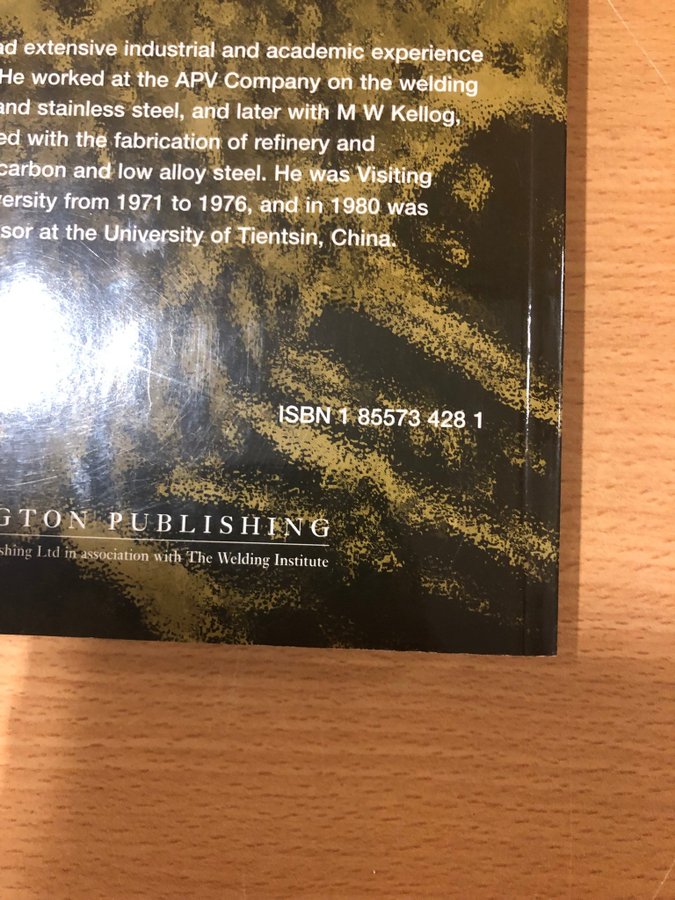 ad extensive industrial and academic experience
He worked at the APV Company on the welding
and stainless steel, and later with M W Kellog,
ed with the fabrication of refinery and
carbon and low alloy steel. He was Visiting
versity from 1971 to 1976, and in 1980 was
sor at the University of Tientsin, China.
ISBN 1 85573 428 1
GTON PUBLISHING
shing Ltd in association with The Welding Institute